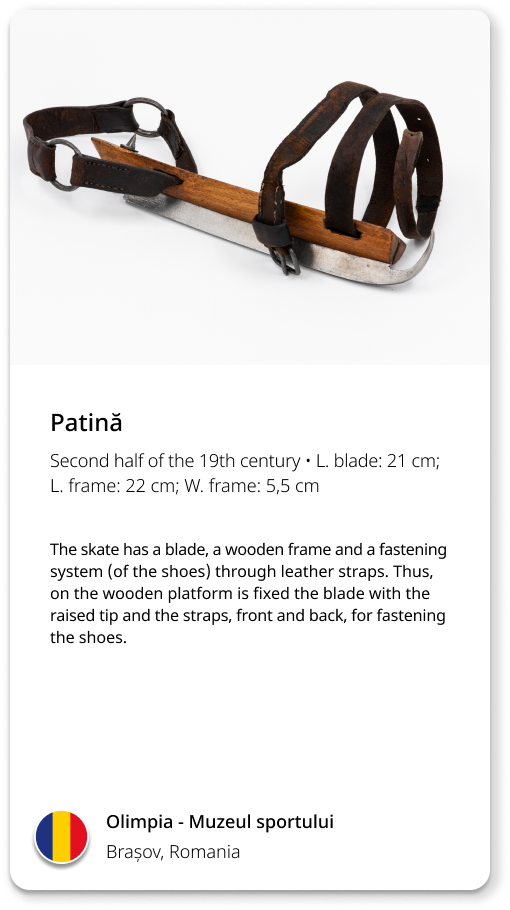 Patină
Second half of the 19th century • L. blade: 21 cm;
L. frame: 22 cm; W. frame: 5,5 cm
The skate has a blade, a wooden frame and a fastening
system (of the shoes) through leather straps. Thus,
on the wooden platform is fixed the blade with the
raised tip and the straps, front and back, for fastening
the shoes.
Olimpia - Muzeul sportului
Brașov, Romania